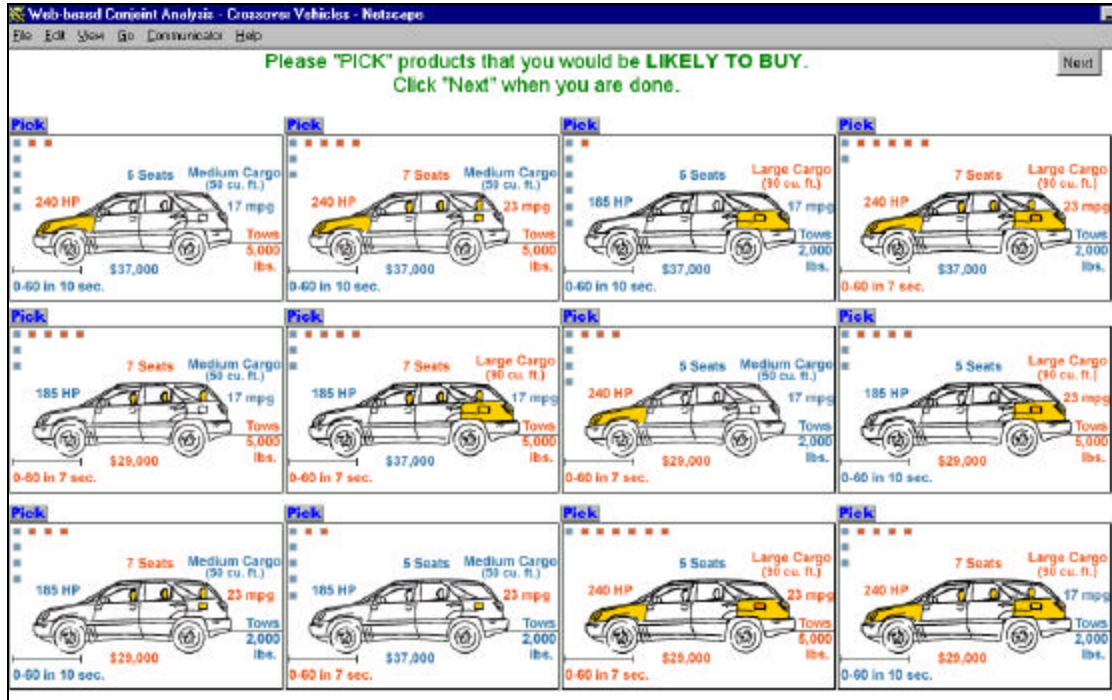 Web-based Conjoint Analysis - Crossover Vehicles - Netscape
File Edit View Go Communicator Help
Please "PICK" products that you would be LIKELY TO BUY.
Click "Next" when you are done.
Next
Pick
5 Seats Medium Cargo
(50 cu. ft.)
240 HP 17 mpg
Tows
5,000
lbs.
$37,000
0-60 in 10 sec.
Pick
7 Seats Medium Cargo
(50 cu. ft.)
240 HP 23 mpg
Tows
5,000
lbs.
$37,000
0-60 in 10 sec.
Pick
5 Seats Large Cargo
(90 cu. ft.)
185 HP 17 mpg
Tows
2,000
lbs.
$37,000
0-60 in 10 sec.
Pick
7 Seats Large Cargo
(90 cu. ft.)
240 HP 23 mpg
Tows
2,000
lbs.
$37,000
0-60 in 7 sec.
Pick
7 Seats Medium Cargo
(50 cu. ft.)
185 HP 17 mpg
Tows
5,000
lbs.
$29,000
0-60 in 7 sec.
Pick
7 Seats Large Cargo
(90 cu. ft.)
185 HP 17 mpg
Tows
5,000
lbs.
$37,000
0-60 in 7 sec.
Pick
5 Seats Medium Cargo
(50 cu. ft.)
240 HP 17 mpg
Tows
2,000
lbs.
$29,000
0-60 in 7 sec.
Pick
5 Seats Large Cargo
(90 cu. ft.)
185 HP 23 mpg
Tows
5,000
lbs.
$29,000
0-60 in 10 sec.
Pick
7 Seats Medium Cargo
(50 cu. ft.)
185 HP 23 mpg
Tows
2,000
lbs.
$29,000
0-60 in 10 sec.
Pick
5 Seats Medium Cargo
(50 cu. ft.)
185 HP 23 mpg
Tows
2,000
lbs.
$37,000
0-60 in 7 sec.
Pick
5 Seats Large Cargo
(90 cu. ft.)
240 HP 23 mpg
Tows
5,000
lbs.
$29,000
0-60 in 7 sec.
Pick
7 Seats Large Cargo
(90 cu. ft.)
240 HP 17 mpg
Tows
2,000
lbs.
$29,000
0-60 in 10 sec.